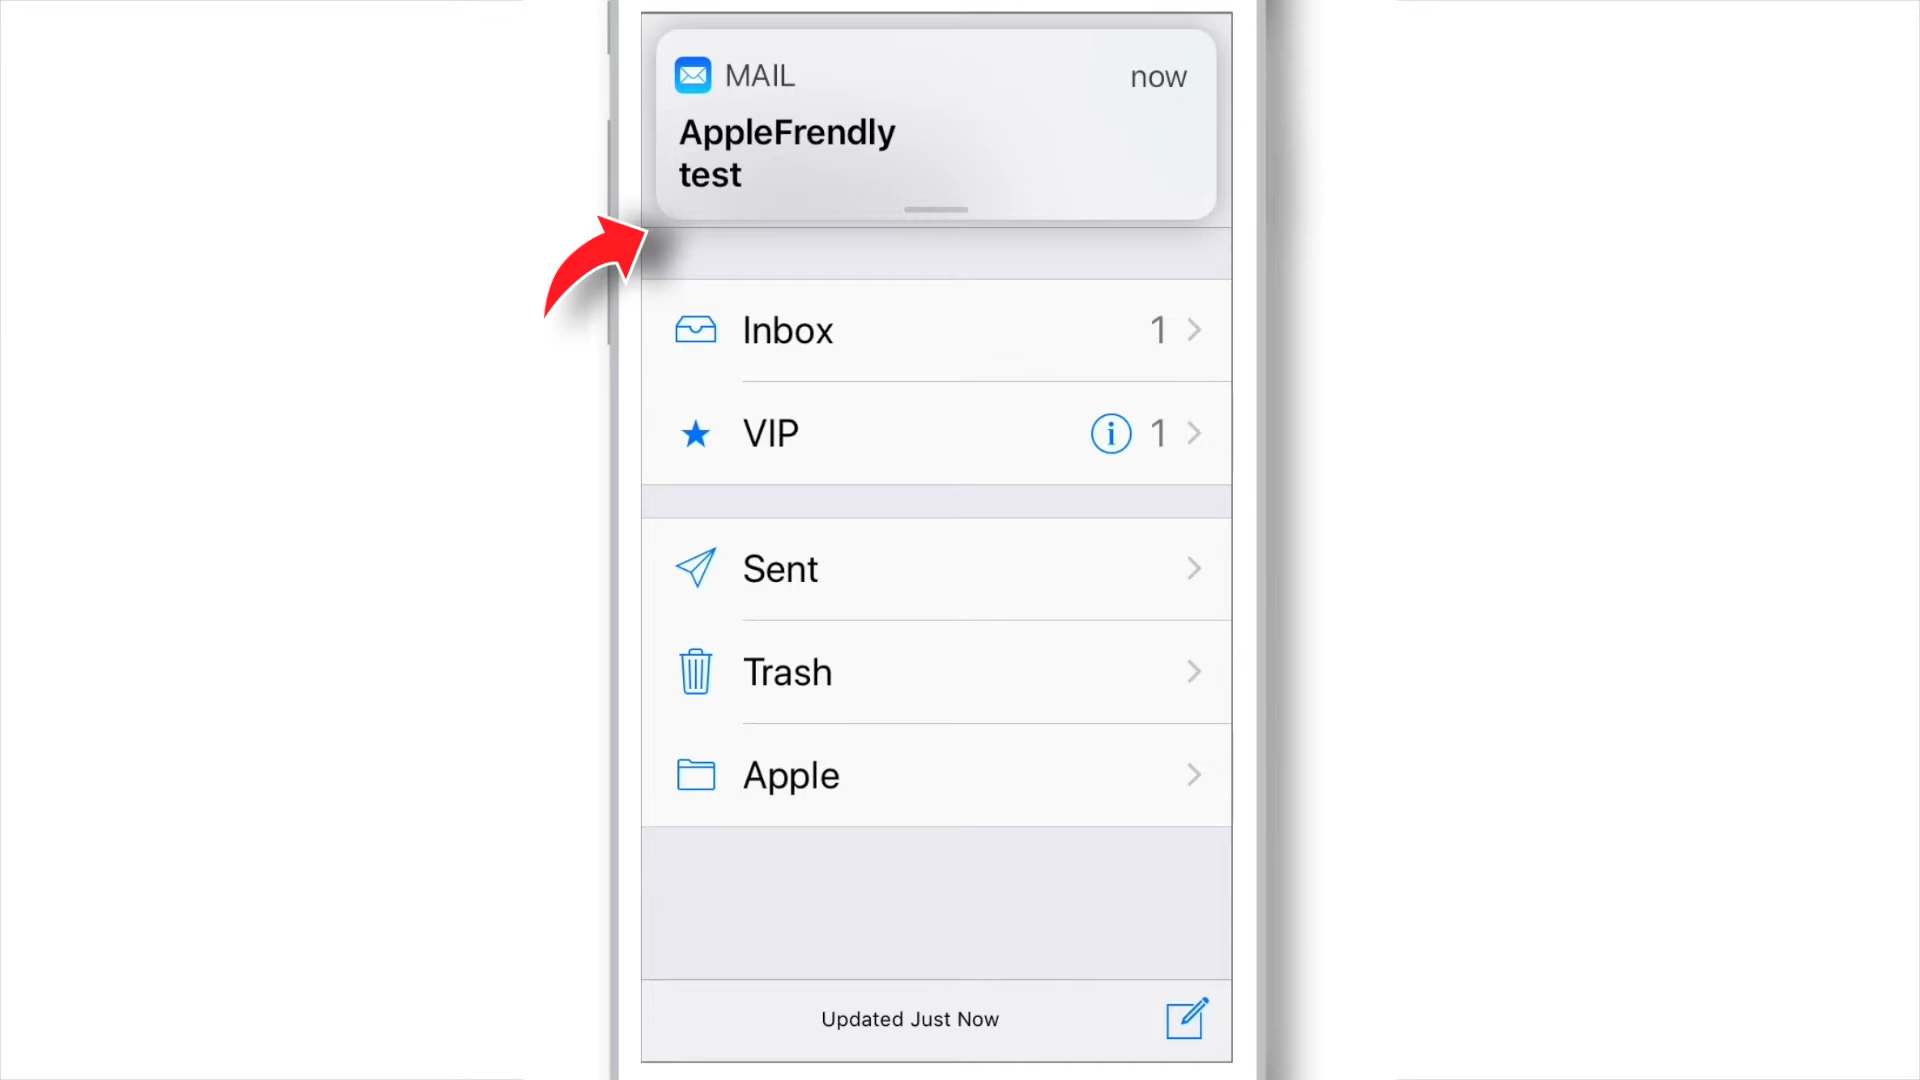 MAIL now
AppleFrendly
test
Inbox 1
VIP 1
Sent
Trash
Apple
Updated Just Now